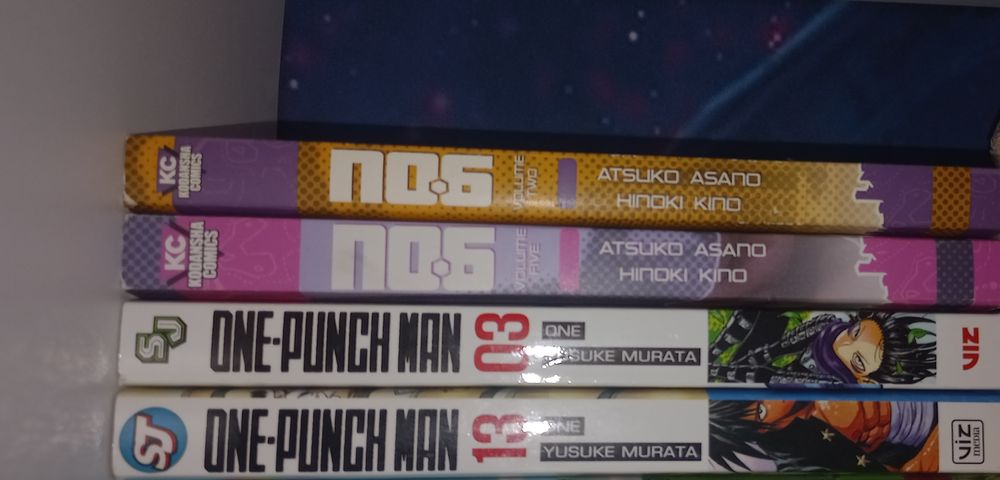 KC
KODANSHA
COMICS
NO.6
VOLUME
TWO
ATSUKO ASANO
HINOKI KINO
KC
KODANSHA
COMICS
NO.6
VOLUME
FIVE
ATSUKO ASANO
HINOKI KINO
SJ
ONE-PUNCH MAN
03
ONE
YUSUKE MURATA
VIZ
SJ
ONE-PUNCH MAN
13
ONE
YUSUKE MURATA
VIZ
media